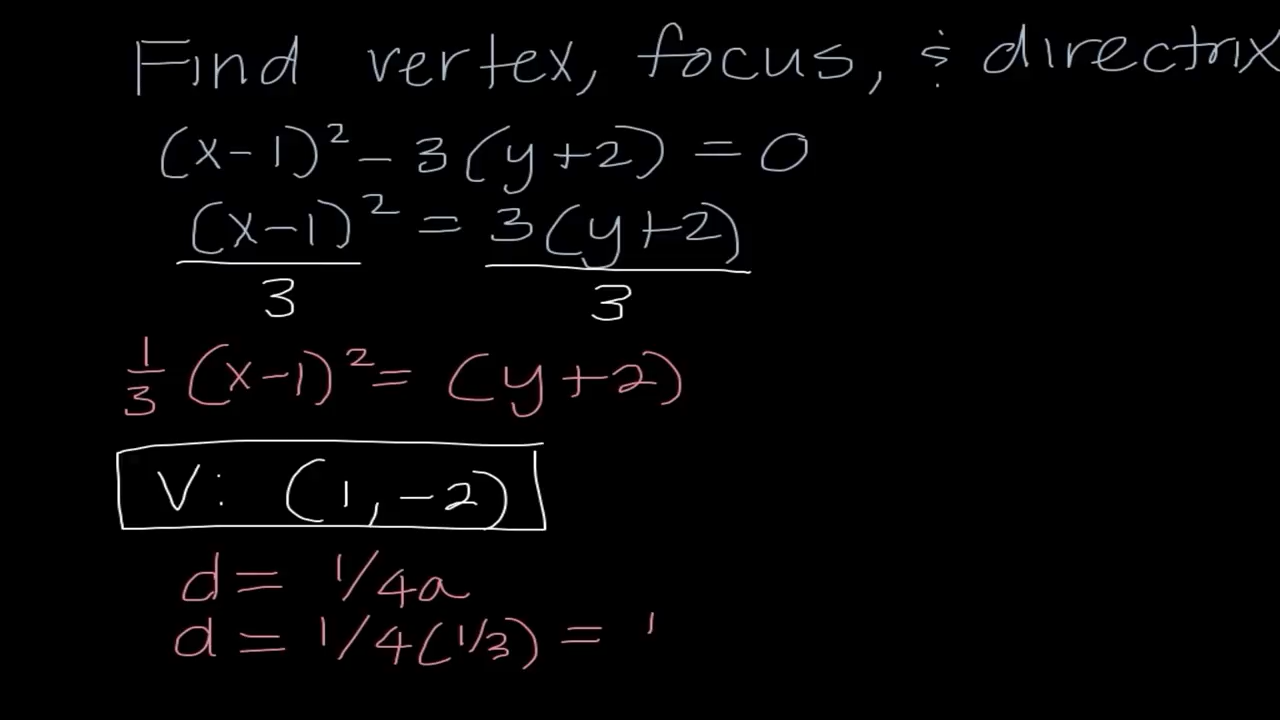 Find vertex, focus, & directrix
(x-1)² - 3(y+2) = 0
(x-1)² = 3(y+2)
3 3
1/3 (x-1)² = (y+2)
V: (1, -2)
d = 1/4a
d = 1/4(1/3) = 1